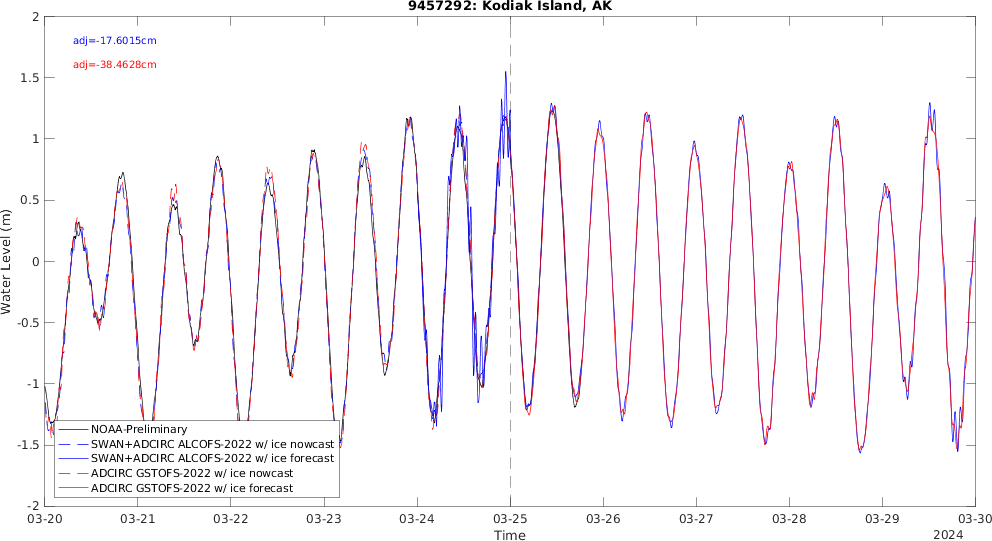 9457292: Kodiak Island, AK
adj=-17.6015cm
adj=-38.4628cm
Water Level (m)
2
1.5
1
0.5
0
-0.5
-1
-1.5
-2
NOAA-Preliminary
SWAN+ADCIRC ALCOFS-2022 w/ ice nowcast
SWAN+ADCIRC ALCOFS-2022 w/ ice forecast
ADCIRC GSTOFS-2022 w/ ice nowcast
ADCIRC GSTOFS-2022 w/ ice forecast
03-20 03-21 03-22 03-23 03-24 03-25 03-26 03-27 03-28 03-29 03-30
Time
2024